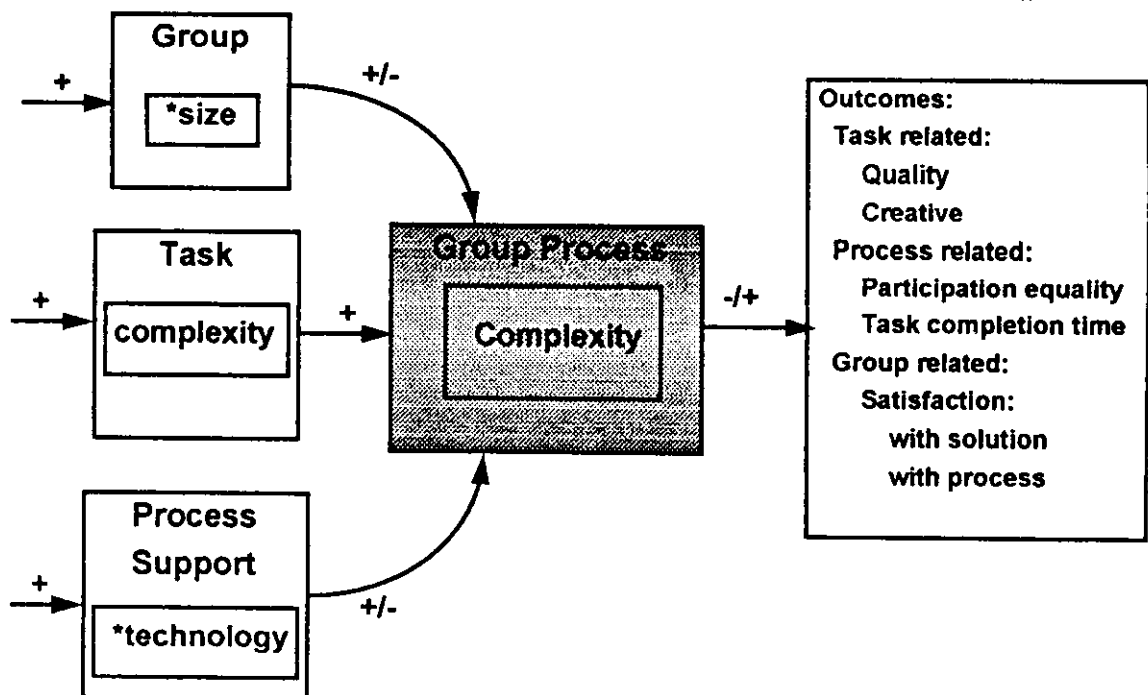 Group
*size
+
+/-
Task
complexity
+
+
Process
Support
*technology
+
+/-
Group Process
Complexity
-/+
Outcomes:
Task related:
Quality
Creative
Process related:
Participation equality
Task completion time
Group related:
Satisfaction:
with solution
with process